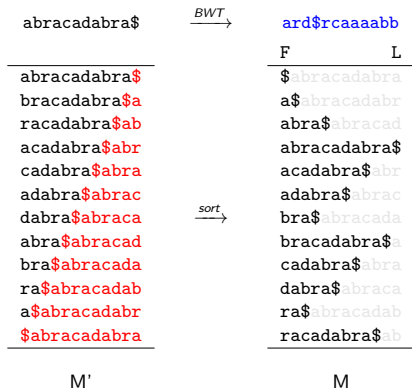 abracadabra$ BWT → ard$rcaaaabb
F L
abracadabra$ $abracadabra
bracadabra$a a$abracadabr
racadabra$ab abra$abracad
acadabra$abr abracadabra$
cadabra$abra acadabra$abr
adabra$abrac adabra$abrac
dabra$abraca sort → bra$abracada
abra$abracad bracadabra$a
bra$abracada cadabra$abra
ra$abracadab dabra$abraca
a$abracadabr ra$abracadab
$abracadabra racadabra$ab
M' M